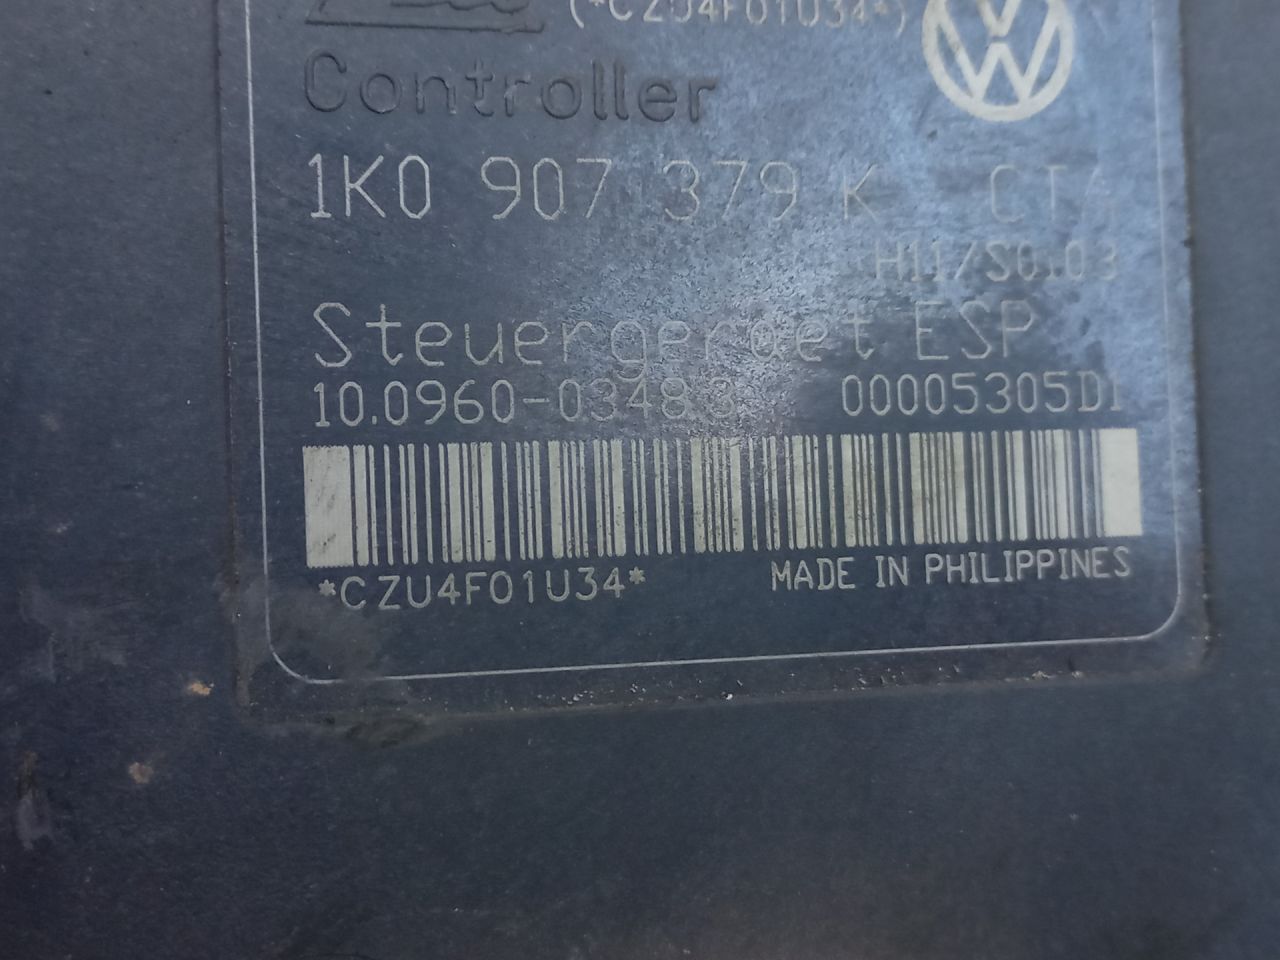 (*CZU4F01U34*)
Controller
1K0 907 379 K
H11/S0.03
Steuergeraet ESP
10.0960-0348.3 00005305D1
*CZU4F01U34*
MADE IN PHILIPPINES